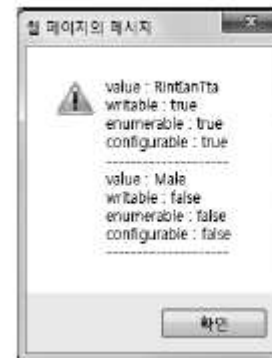 웹 페이지의 메시지
value : RintIanTta
writable : true
enumerable : true
configurable : true
-----------------------
value : Male
writable : false
enumerable : false
configurable : false
-----------------------
확인